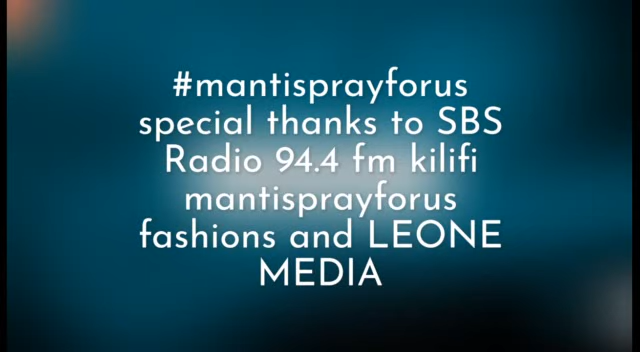 #mantisprayforus
special thanks to SBS
Radio 94.4 fm kilifi
mantisprayforus
fashions and LEONE
MEDIA